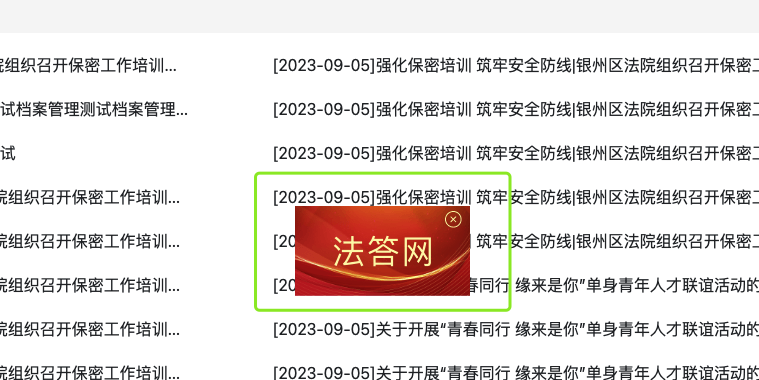 院组织召开保密工作培训...
[2023-09-05]强化保密培训 筑牢安全防线|银州区法院组织召开保密工
试档案管理测试档案管理...
[2023-09-05]强化保密培训 筑牢安全防线|银州区法院组织召开保密工
试
[2023-09-05]强化保密培训 筑牢安全防线|银州区法院组织召开保密工
院组织召开保密工作培训...
[2023-09-05]强化保密培训 筑牢安全防线|银州区法院组织召开保密工
院组织召开保密工作培训...
[20
筑牢安全防线|银州区法院组织召开保密工
法答网
院组织召开保密工作培训...
[20
春同行 缘来是你”单身青年人才联谊活动的
院组织召开保密工作培训...
[2023-09-05]关于开展“青春同行 缘来是你”单身青年人才联谊活动的
院组织召开保密工作培训...
[2023-09-05]关于开展“青春同行 缘来是你”单身青年人才联谊活动的